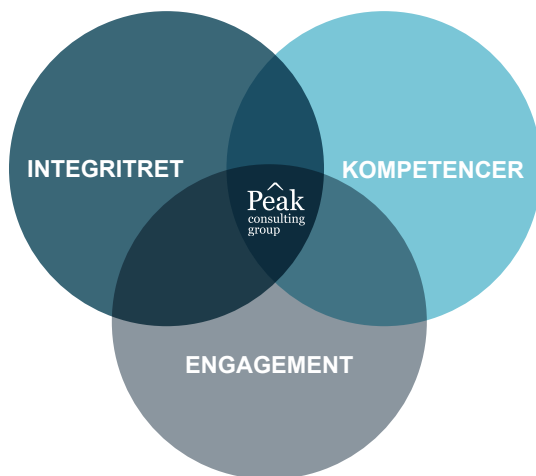 INTEGRITRET
KOMPETENCER
Peak
consulting
group
ENGAGEMENT